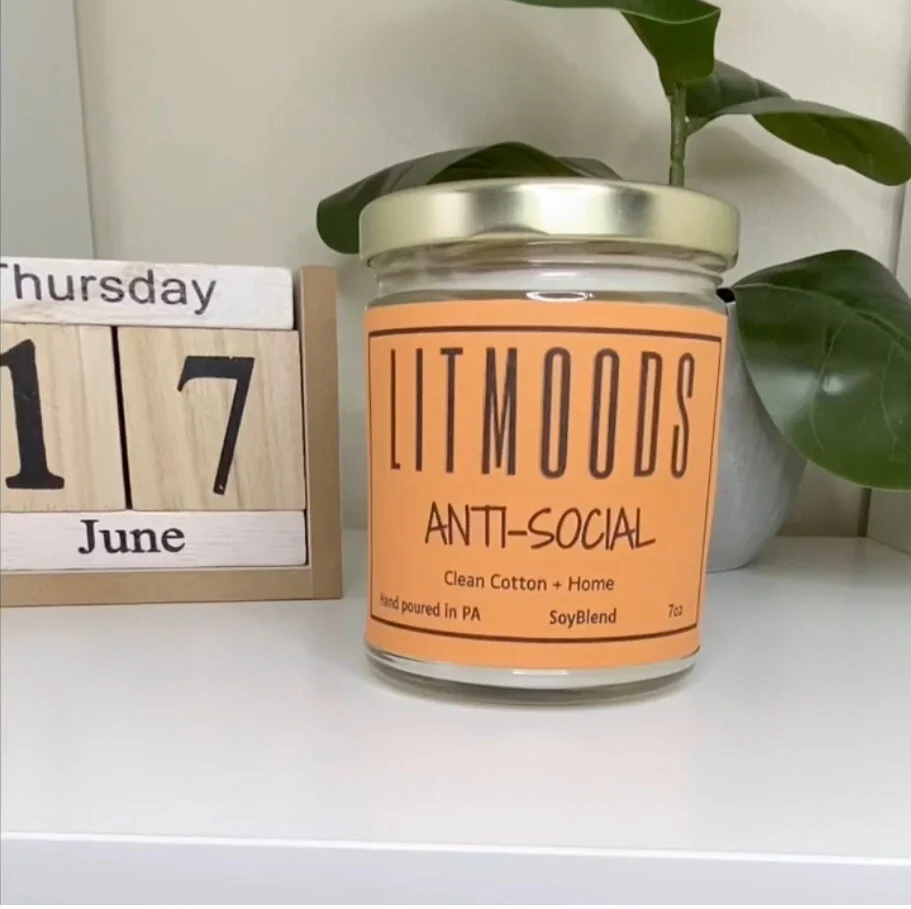 Thursday
17
June
LITMOODS
ANTI-SOCIAL
Clean Cotton + Home
Hand poured in PA SoyBlend 7oz